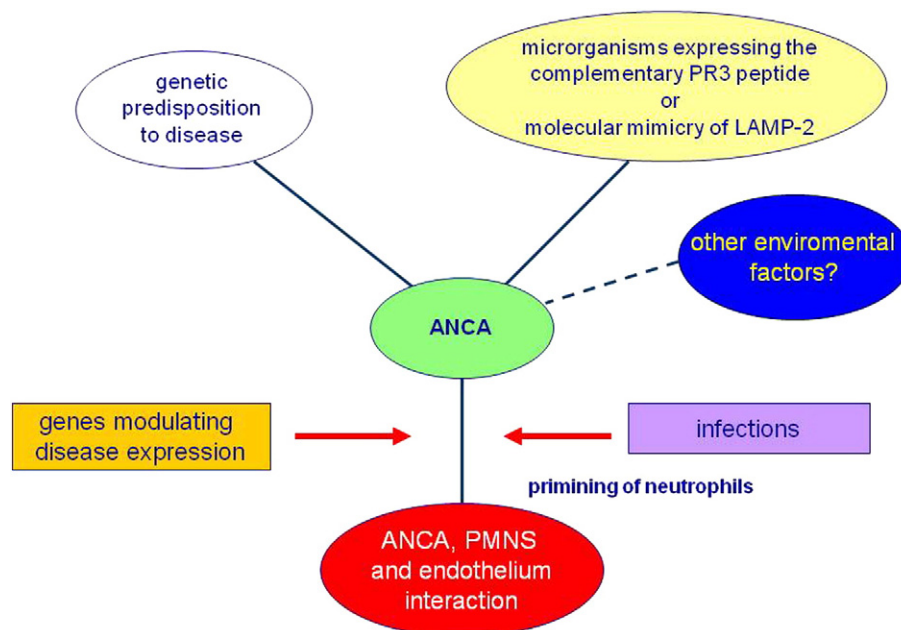 genetic
predisposition
to disease
microrganisms expressing the
complementary PR3 peptide
or
molecular mimicry of LAMP-2
other enviromental
factors?
ANCA
genes modulating
disease expression
infections
primining of neutrophils
ANCA, PMNS
and endothelium
interaction